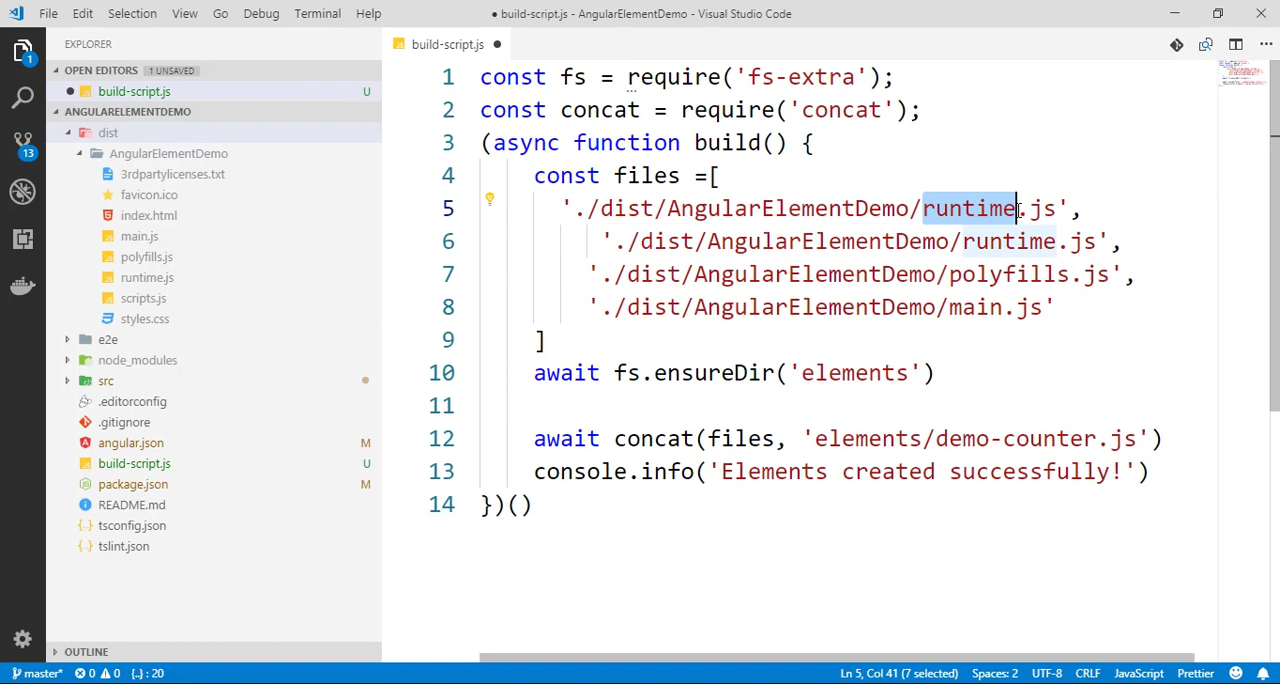 File Edit Selection View Go Debug Terminal Help ● build-script.js - AngularElementDemo - Visual Studio Code
EXPLORER
OPEN EDITORS 1 UNSAVED
● build-script.js U
ANGULARELEMENTDEMO
dist
AngularElementDemo
3rdpartylicenses.txt
favicon.ico
index.html
main.js
polyfills.js
runtime.js
scripts.js
styles.css
e2e
node_modules
src
.editorconfig
.gitignore
angular.json M
build-script.js U
package.json M
README.md
tsconfig.json
tslint.json
OUTLINE
1
13
build-script.js ●
1 const fs = require('fs-extra');
2 const concat = require('concat');
3 (async function build() {
4 const files =[
5 './dist/AngularElementDemo/runtime.js',
6 './dist/AngularElementDemo/runtime.js',
7 './dist/AngularElementDemo/polyfills.js',
8 './dist/AngularElementDemo/main.js'
9 ]
10 await fs.ensureDir('elements')
11
12 await concat(files, 'elements/demo-counter.js')
13 console.info('Elements created successfully!')
14 })()
master* 0 0 {..} : 20 Ln 5, Col 41 (7 selected) Spaces: 2 UTF-8 CRLF JavaScript Prettier